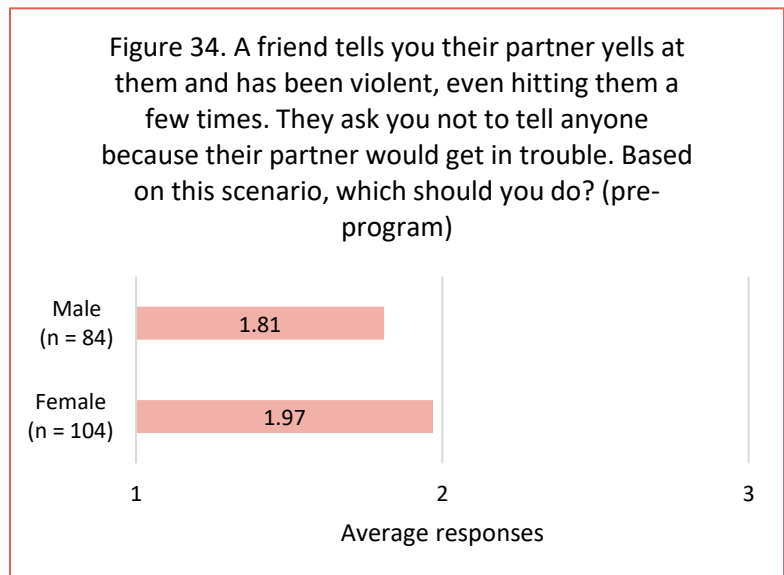 Figure 34. A friend tells you their partner yells at
them and has been violent, even hitting them a
few times. They ask you not to tell anyone
because their partner would get in trouble. Based
on this scenario, which should you do? (pre-
program)
Male
(n = 84)
1.81
Female
(n = 104)
1.97
1
2
3
Average responses